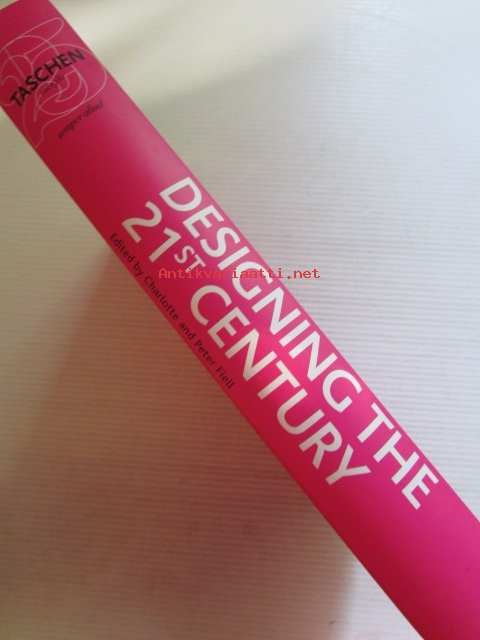 TASCHEN
DESIGNING THE
21ST CENTURY
Edited by Charlotte and Peter Fiell
Antikvariaatti.net